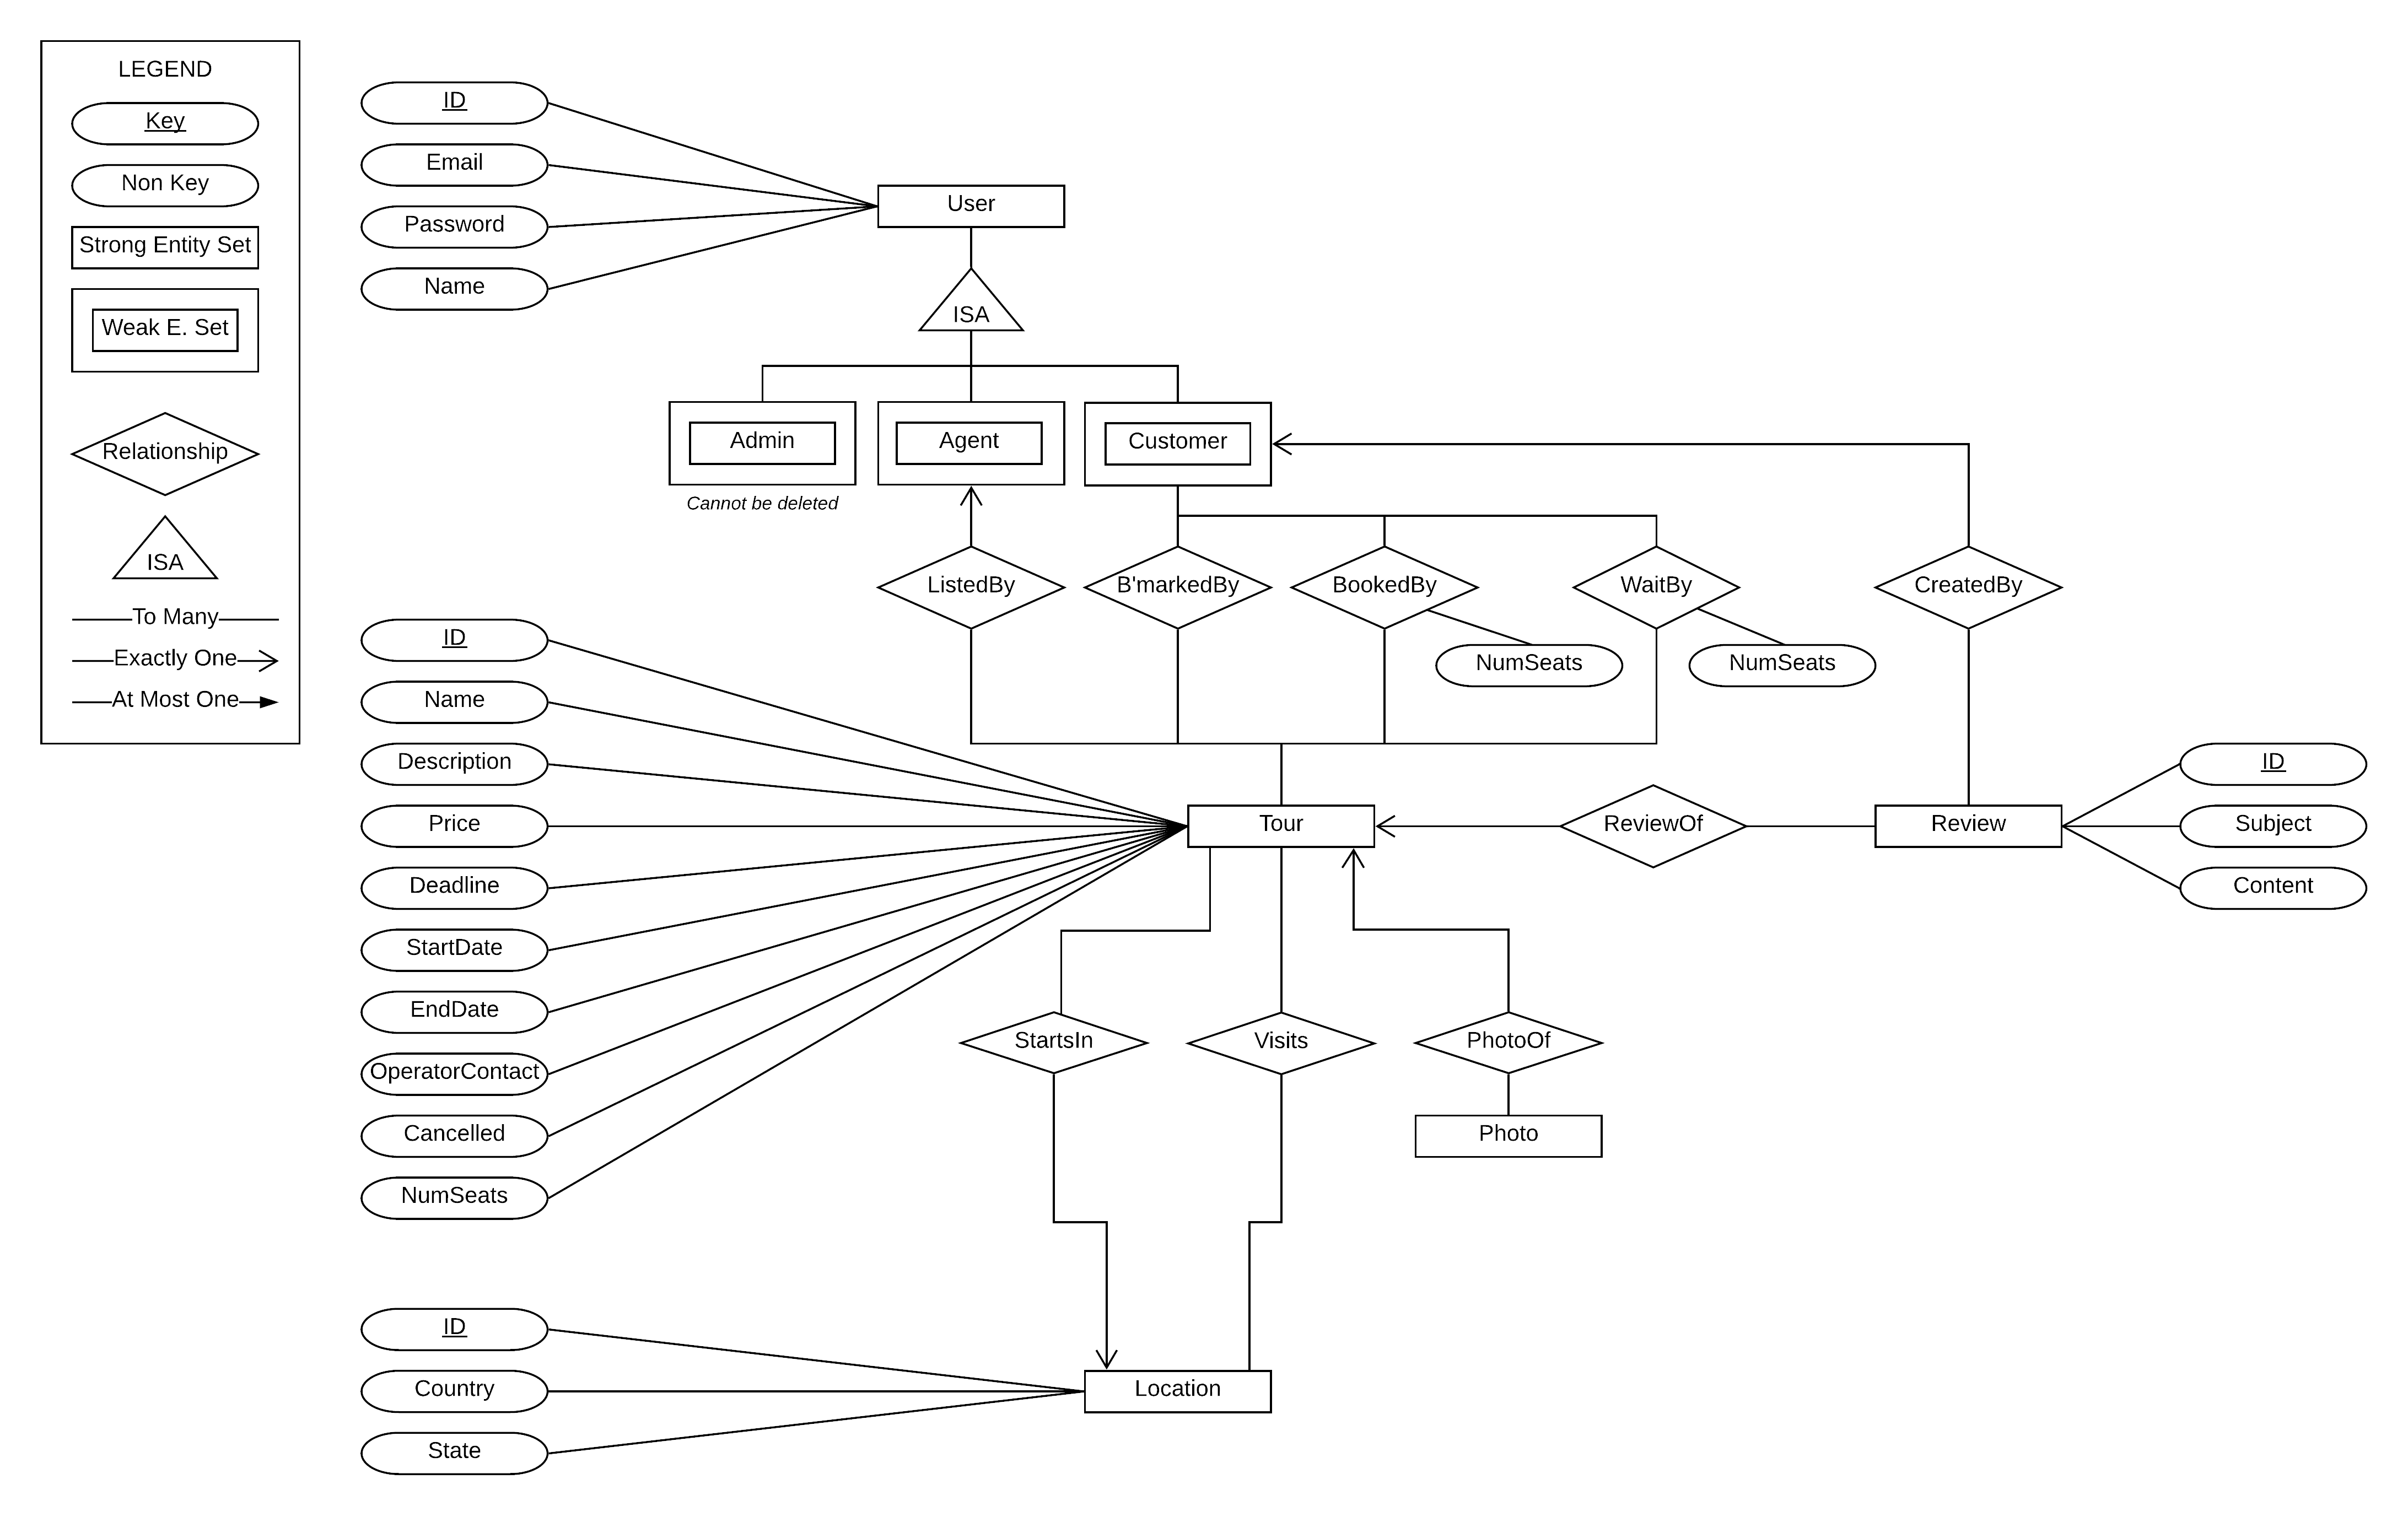 LEGEND
Key
Non Key
Strong Entity Set
Weak E. Set
Relationship
ISA
To Many
Exactly One
At Most One
ID
Email
Password
Name
User
ISA
Admin
Agent
Customer
Cannot be deleted
ListedBy
B'markedBy
BookedBy
WaitBy
CreatedBy
NumSeats
NumSeats
ID
Name
Description
Price
Deadline
StartDate
EndDate
OperatorContact
Cancelled
NumSeats
Tour
ReviewOf
Review
ID
Subject
Content
StartsIn
Visits
PhotoOf
Photo
ID
Country
State
Location